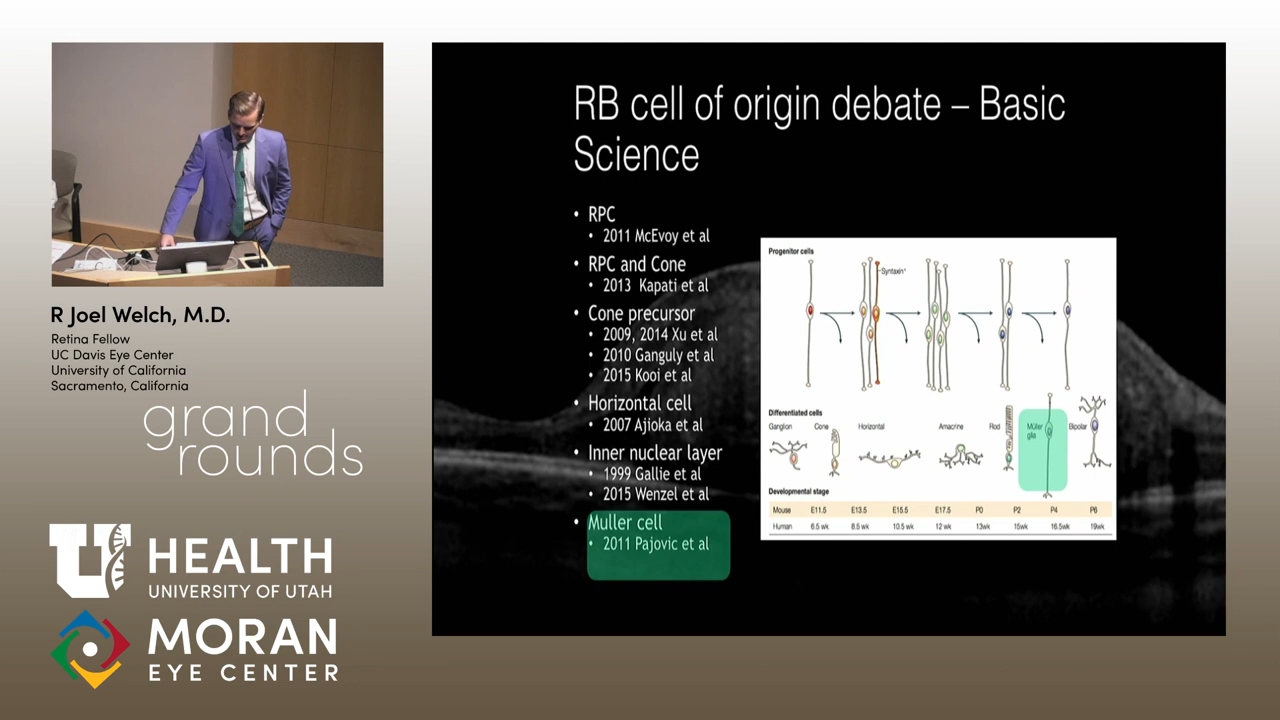 RB cell of origin debate – Basic
Science
• RPC
• 2011 McEvoy et al
• RPC and Cone
• 2013 Kapati et al
• Cone precursor
• 2009, 2014 Xu et al
• 2010 Ganguly et al
• 2015 Kooi et al
• Horizontal cell
• 2007 Ajioka et al
• Inner nuclear layer
• 1999 Gallie et al
• 2015 Wenzel et al
• Muller cell
• 2011 Pajovic et al
Progenitor cells
Syntaxin⁺
Differentiated cells
Ganglion Cone Horizontal Amacrine Rod Müller Bipolar
glia
Developmental stage
Mouse E11.5 E13.5 E15.5 E17.5 P0 P2 P4 P6
Human 6.5 wk 8.5 wk 10.5 wk 12 wk 13wk 15wk 16.5wk 19wk
R Joel Welch, M.D.
Retina Fellow
UC Davis Eye Center
University of California
Sacramento, California
grand
rounds
U HEALTH
UNIVERSITY OF UTAH
MORAN
EYE CENTER